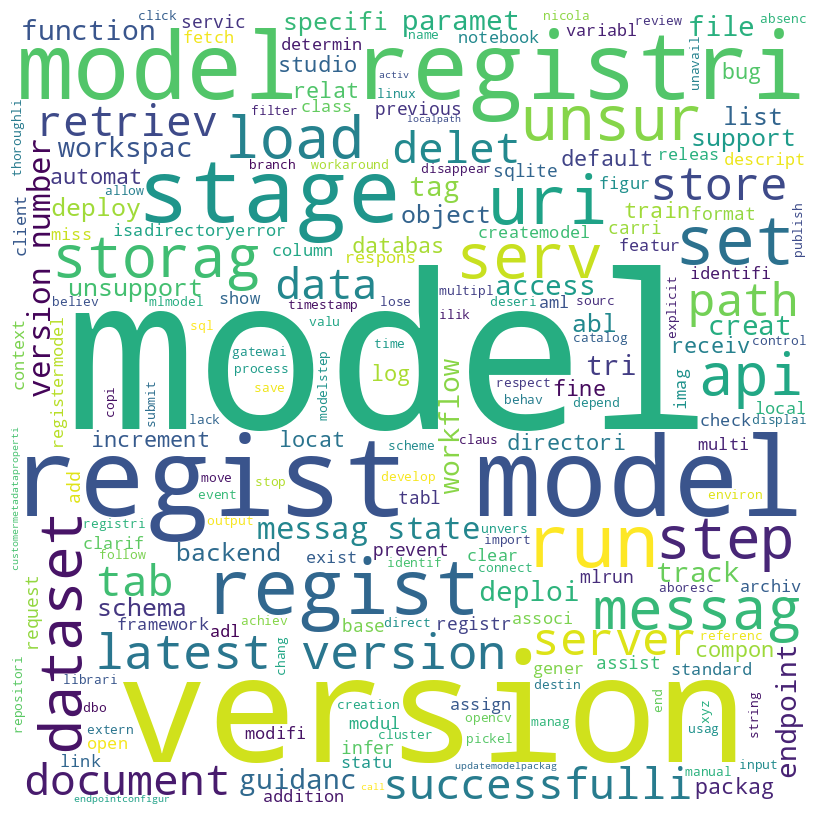 click servic specifi paramet nicola review absenc
function fetch determin name notebook variabl file
model registri
studio activ linux unavail bug
thoroughli relat class previous filter localpath
retriev load delet unsur list support
workspac branch workaround disappear default releas descript
version number automat stage tag sqlite figur store
client allow object uri train format
deploy isadirectoryerror createmodel carri featur publish
miss storag column databas respons serv set
unsupport data access identifi
believ mlmodel show timestamp multipl deseri sourc aml explicit path
context sql lose valu ilik abl catalog creat control
registermodel gatewai time model receiv
process log tri imag api
copi submit save modelstep workflow respect fine local
lack behav depend check displai
increment locat scheme claus directori multi
add move tabl develop environ
regist model
event stop
customermetadataproperti registri output messag state unvers run step
clarif follow backend exist prevent identif clear import
dataset tab regist connect mlrun track
request schema deploi aboresc archiv
framework achiev base direct associ messag
adl registr server referenc compon
latest version gener assist standard
repositori librari chang destin
dbo creation assign end xyz string endpoint
extern modifi modul opencv manag usag
open infer cluster pickel version
link statu updatemodelpackag manual input
document guidanc successfulli packag
endpointconfigur addition call